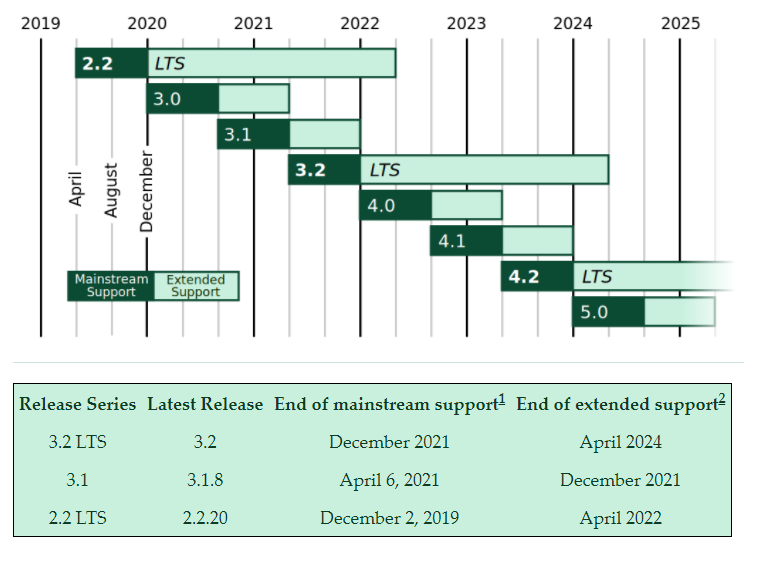 2019 2020 2021 2022 2023 2024 2025
2.2 LTS
3.0
3.1
3.2 LTS
4.0
4.1
4.2 LTS
5.0
April
August
December
Mainstream Support
Extended Support
Release Series Latest Release End of mainstream support1 End of extended support2
3.2 LTS 3.2 December 2021 April 2024
3.1 3.1.8 April 6, 2021 December 2021
2.2 LTS 2.2.20 December 2, 2019 April 2022